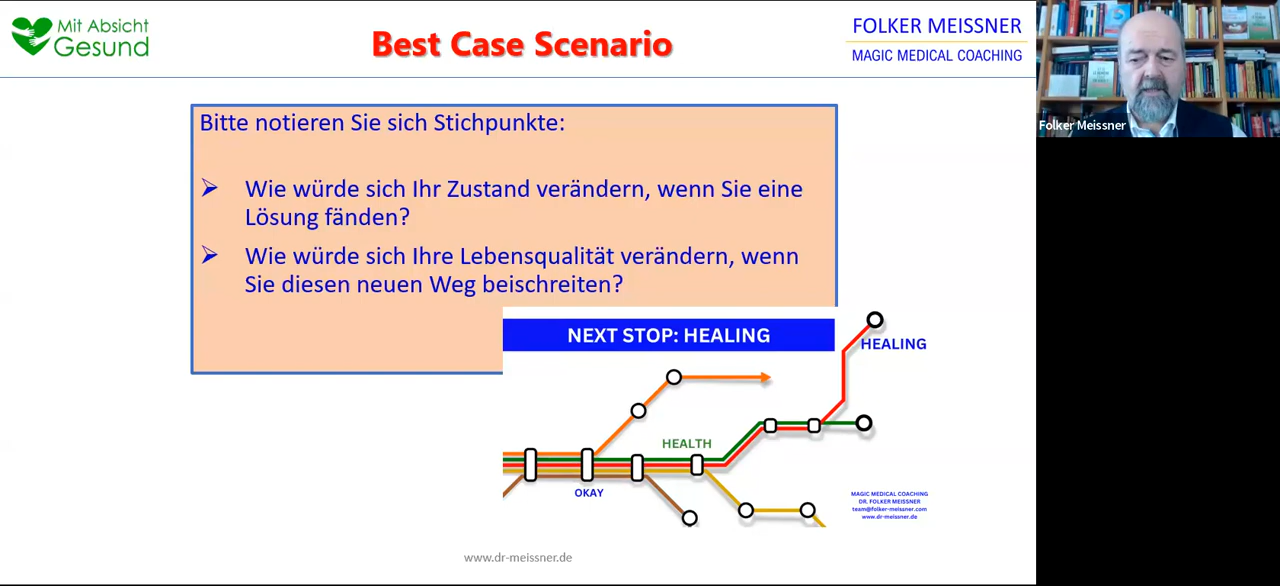 Mit Absicht
Gesund
Best Case Scenario
FOLKER MEISSNER
MAGIC MEDICAL COACHING
Folker Meissner
Bitte notieren Sie sich Stichpunkte:
Wie würde sich Ihr Zustand verändern, wenn Sie eine
Lösung fänden?
Wie würde sich Ihre Lebensqualität verändern, wenn
Sie diesen neuen Weg beischreiten?
NEXT STOP: HEALING
HEALING
HEALTH
OKAY
MAGIC MEDICAL COACHING
DR. FOLKER MEISSNER
team@folker-meissner.com
www.dr-meissner.de
www.dr-meissner.de